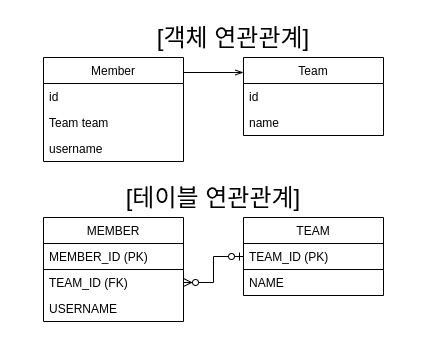 [객체 연관관계]
Member
Team
id
Team team
username
id
name
[테이블 연관관계]
MEMBER
TEAM
MEMBER_ID (PK)
TEAM_ID (FK)
USERNAME
TEAM_ID (PK)
NAME